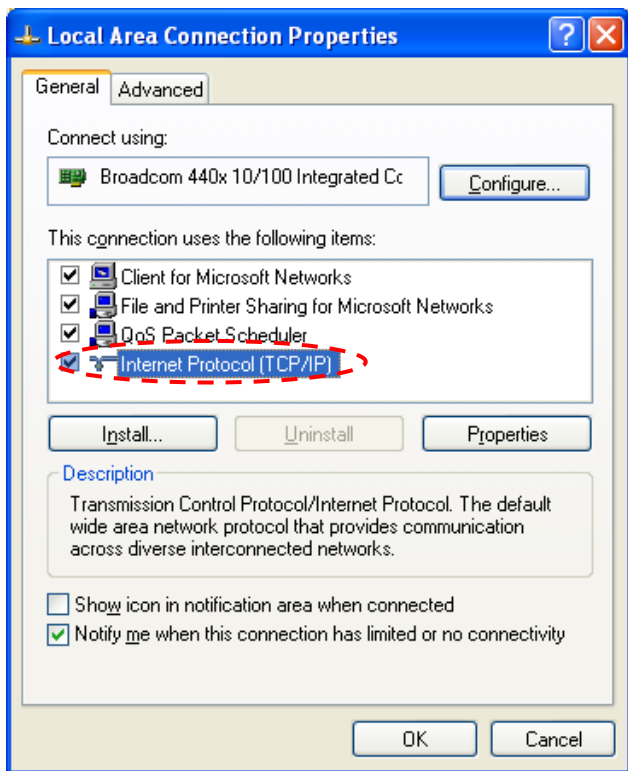 Local Area Connection Properties
General
Advanced
Connect using:
Broadcom 440x 10/100 Integrated Cc
Configure...
This connection uses the following items:
Client for Microsoft Networks
File and Printer Sharing for Microsoft Networks
QoS Packet Scheduler
Internet Protocol (TCP/IP)
Install...
Uninstall
Properties
Description
Transmission Control Protocol/Internet Protocol. The default
wide area network protocol that provides communication
across diverse interconnected networks.
Show icon in notification area when connected
Notify me when this connection has limited or no connectivity
OK
Cancel